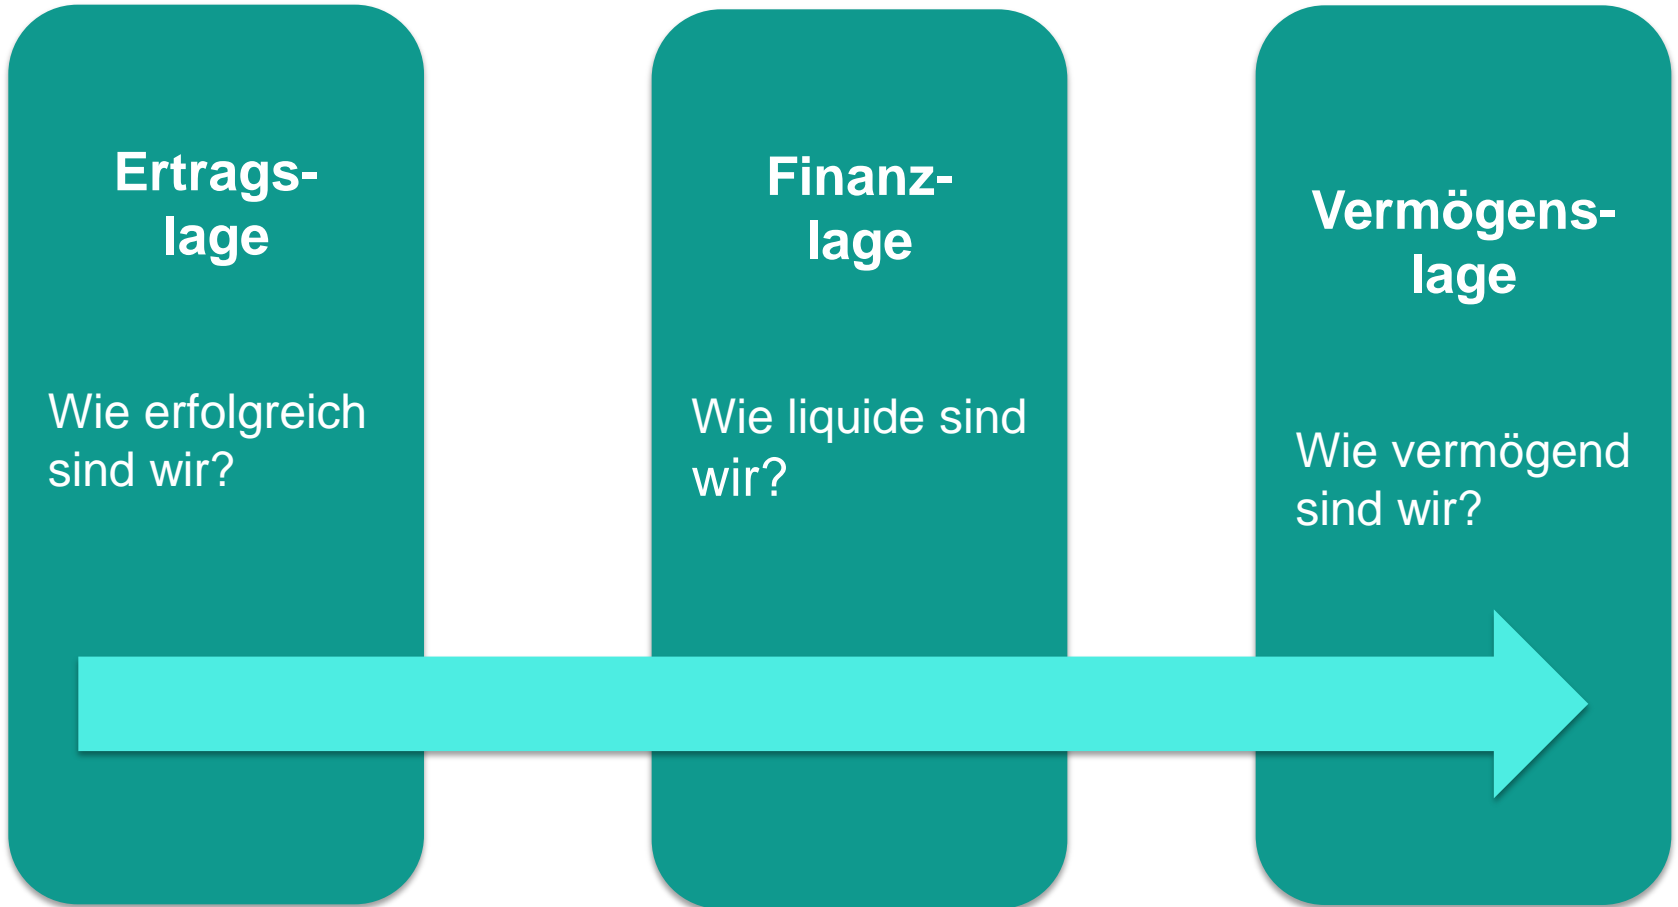 Ertrags-
lage
Wie erfolgreich
sind wir?
Finanz-
lage
Wie liquide sind
wir?
Vermögens-
lage
Wie vermögend
sind wir?